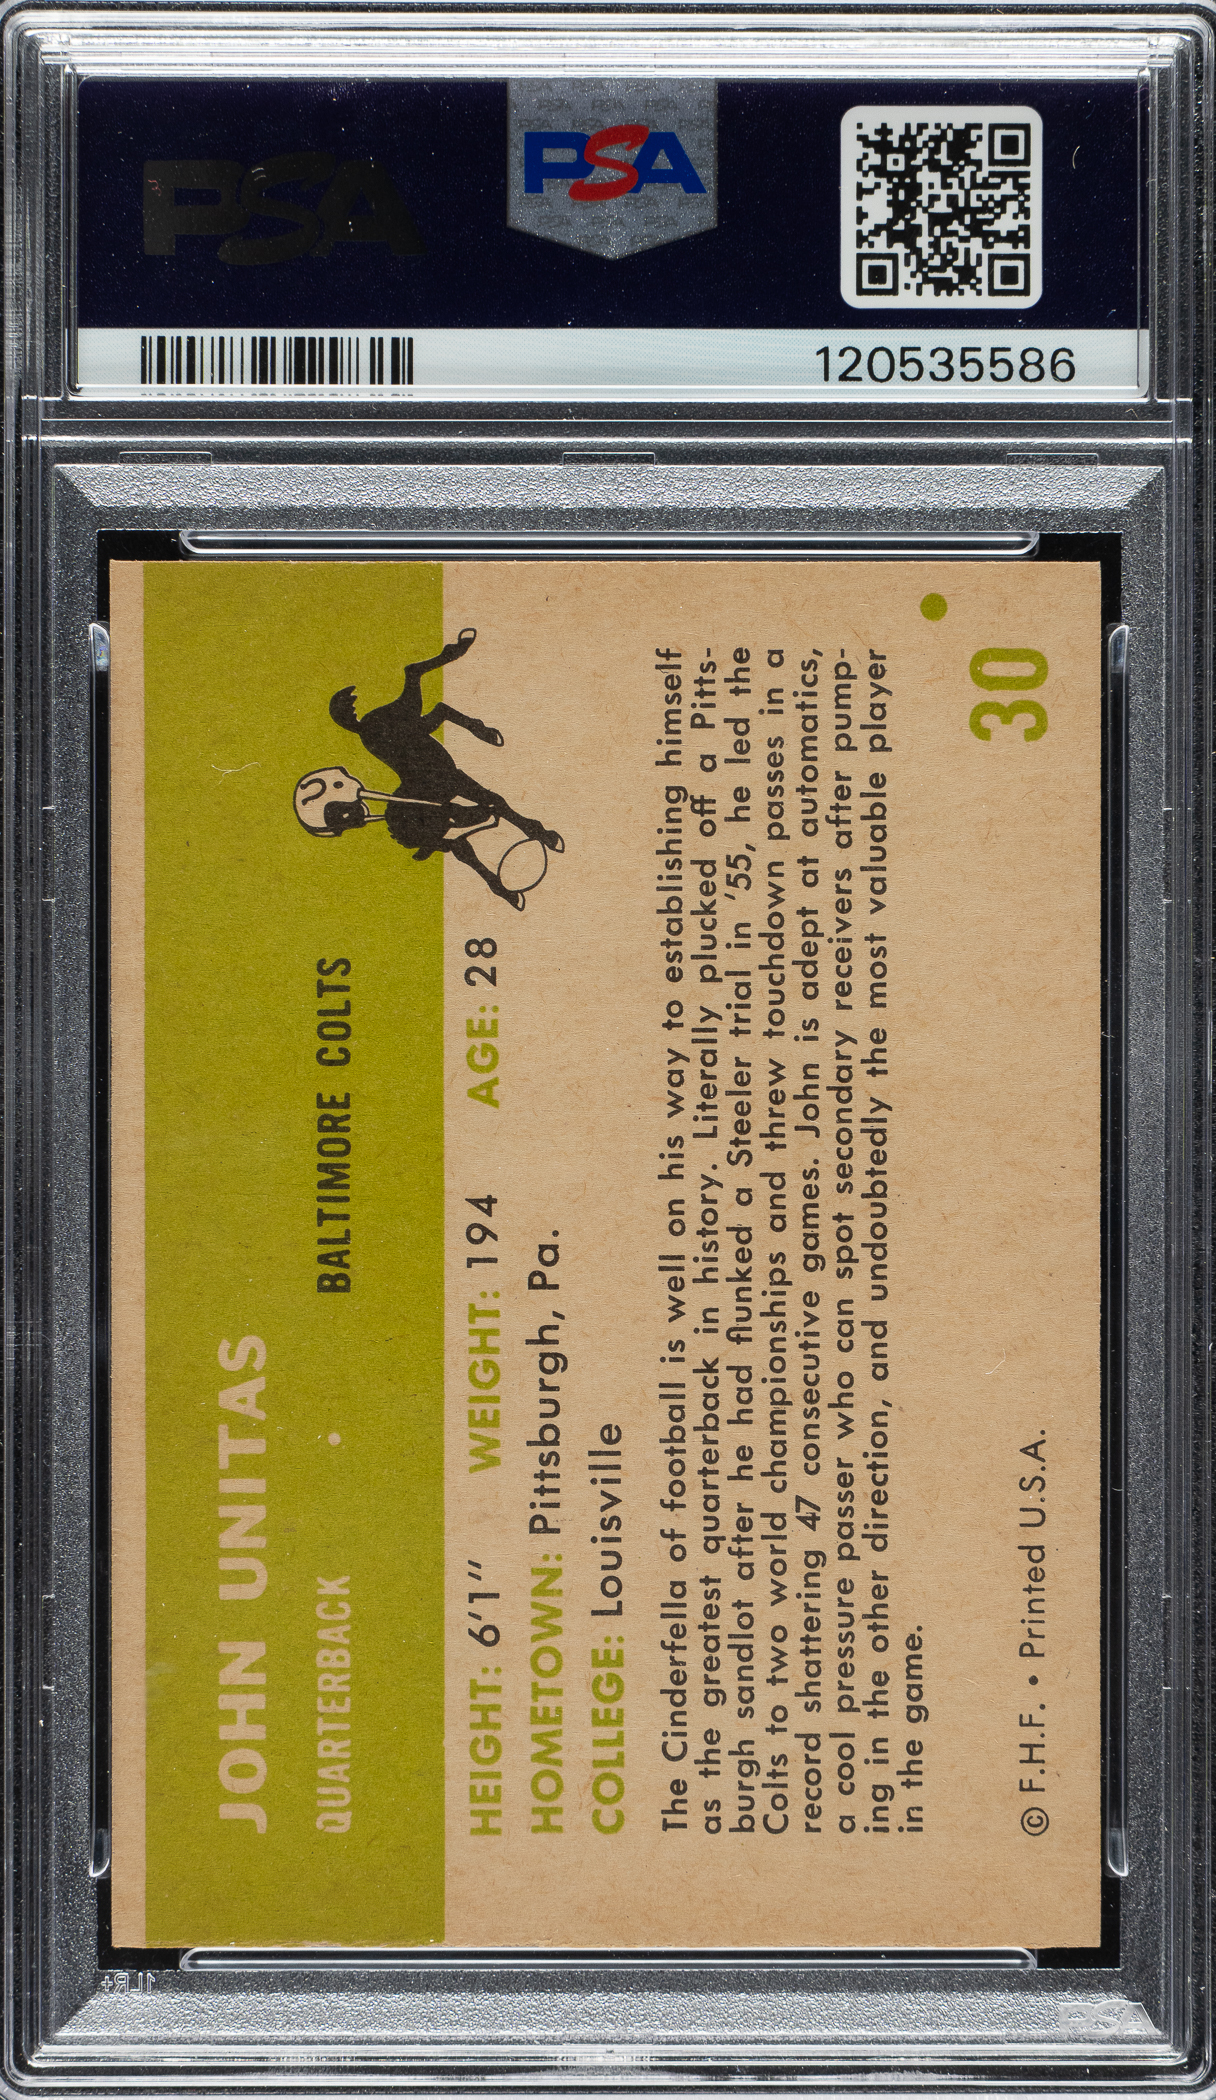 PSA
PSA
120535586
JOHN UNITAS
QUARTERBACK • BALTIMORE COLTS
HEIGHT: 6'1" WEIGHT: 194 AGE: 28
HOMETOWN: Pittsburgh, Pa.
COLLEGE: Louisville
The Cinderfella of football is well on his way to establishing himself
as the greatest quarterback in history. Literally plucked off a Pitts-
burgh sandlot after he had flunked a Steeler trial in '55, he led the
Colts to two world championships and threw touchdown passes in a
record shattering 47 consecutive games. John is adept at automatics,
a cool pressure passer who can spot secondary receivers after pump-
ing in the other direction, and undoubtedly the most valuable player
in the game.
© F.H.F. • Printed U.S.A.
30
1LR+
PSA